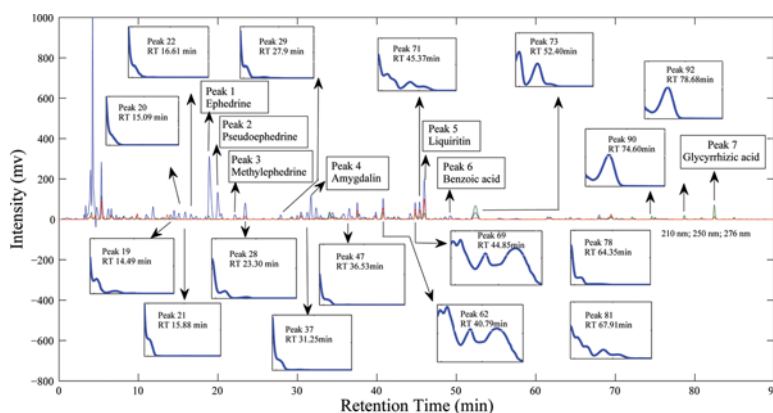 1000
800
600
400
200
0
−200
−400
−600
−800
Intensity (mv)
Peak 22
RT 16.61 min
Peak 29
RT 27.9 min
Peak 71
RT 45.37min
Peak 73
RT 52.40min
Peak 92
RT 78.68min
Peak 20
RT 15.09 min
Peak 1
Ephedrine
Peak 2
Pseudoephedrine
Peak 3
Methylephedrine
Peak 4
Amygdalin
Peak 5
Liquiritin
Peak 6
Benzoic acid
Peak 90
RT 74.60min
Peak 7
Glycyrrhizic acid
210 nm; 250 nm; 276 nm
Peak 19
RT 14.49 min
Peak 28
RT 23.30 min
Peak 47
RT 36.53min
Peak 69
RT 44.85min
Peak 78
RT 64.35min
Peak 21
RT 15.88 min
Peak 37
RT 31.25min
Peak 62
RT 40.79min
Peak 81
RT 67.91min
0 10 20 30 40 50 60 70 80 90
Retention Time (min)